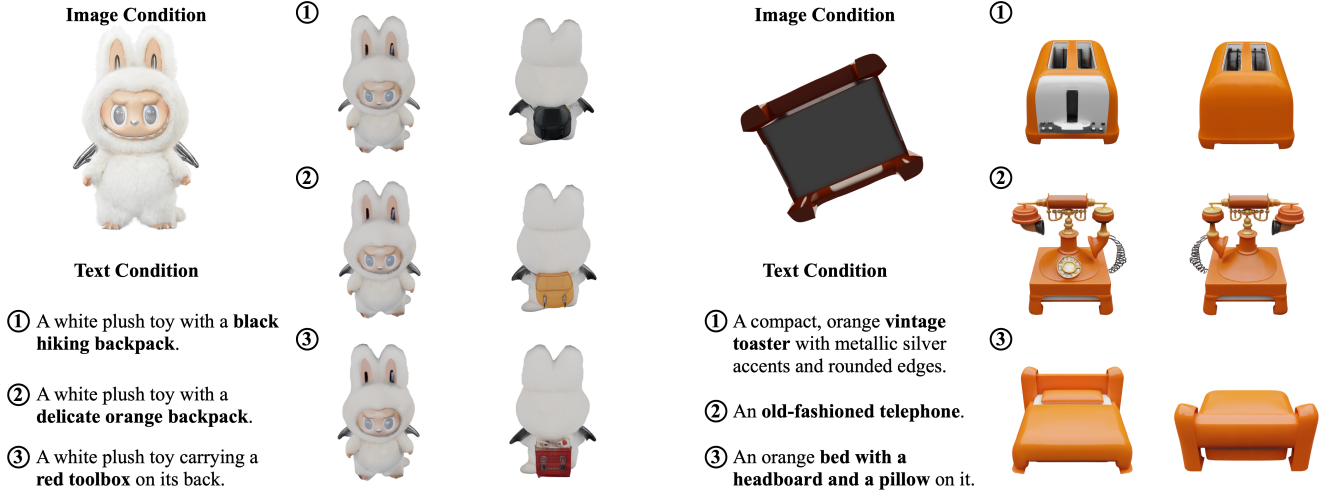 Image Condition
①
②
③
Text Condition
① A white plush toy with a black
hiking backpack.
② A white plush toy with a
delicate orange backpack.
③ A white plush toy carrying a
red toolbox on its back.
Image Condition
①
②
③
Text Condition
① A compact, orange vintage
toaster with metallic silver
accents and rounded edges.
② An old-fashioned telephone.
③ An orange bed with a
headboard and a pillow on it.